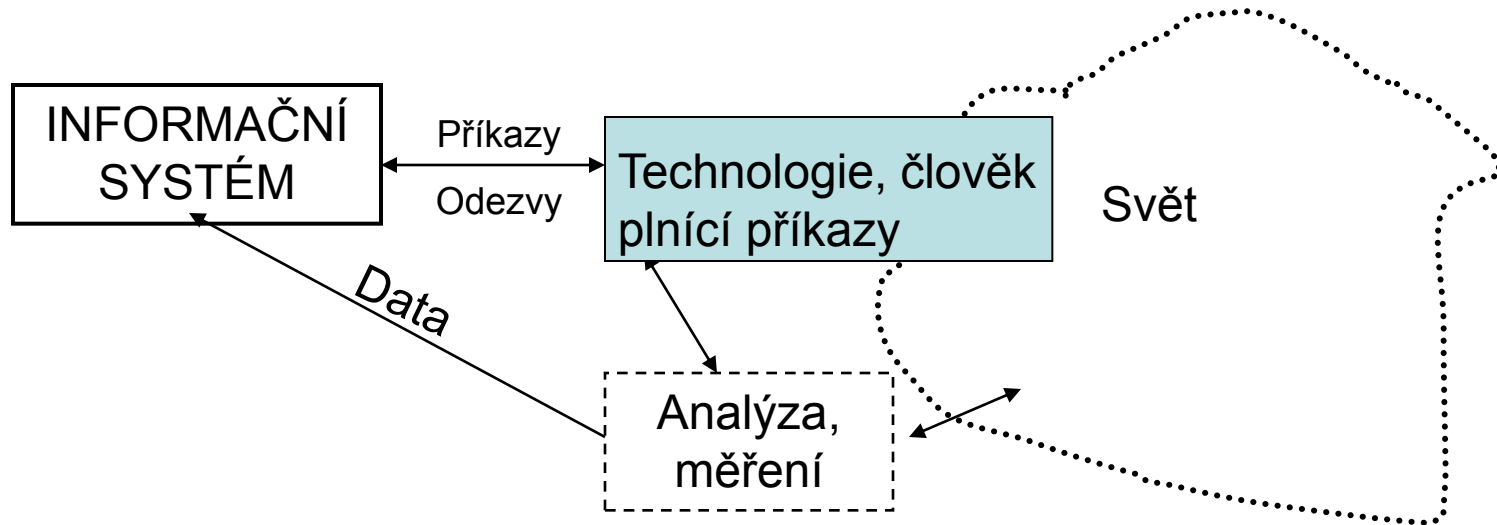 INFORMAČNÍ
SYSTÉM
Příkazy
Odezvy
Technologie, člověk
plnící příkazy
Svět
Data
Analýza,
měření